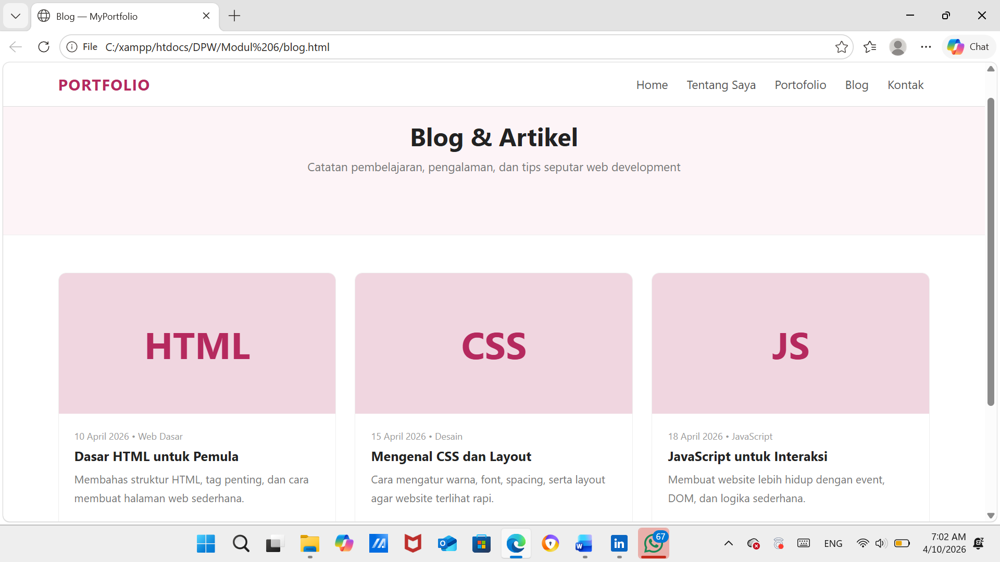 Blog — MyPortfolio
File C:/xampp/htdocs/DPW/Modul%206/blog.html
Chat
PORTFOLIO
Home Tentang Saya Portofolio Blog Kontak
Blog & Artikel
Catatan pembelajaran, pengalaman, dan tips seputar web development
HTML
CSS
JS
10 April 2026 • Web Dasar
Dasar HTML untuk Pemula
Membahas struktur HTML, tag penting, dan cara
membuat halaman web sederhana.
15 April 2026 • Desain
Mengenal CSS dan Layout
Cara mengatur warna, font, spacing, serta layout
agar website terlihat rapi.
18 April 2026 • JavaScript
JavaScript untuk Interaksi
Membuat website lebih hidup dengan event,
DOM, dan logika sederhana.
67
ENG
7:02 AM
4/10/2026